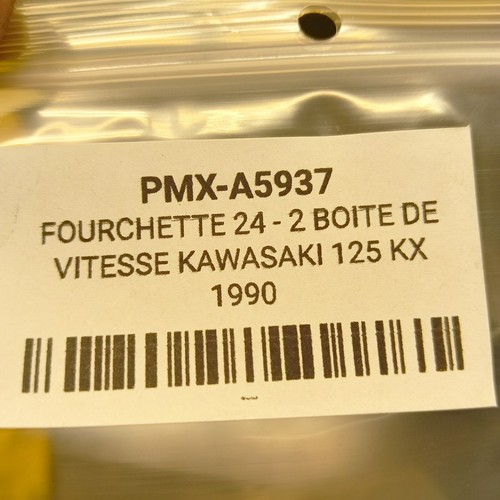 PMX-A5937
FOURCHETTE 24 - 2 BOITE DE
VITESSE KAWASAKI 125 KX
1990